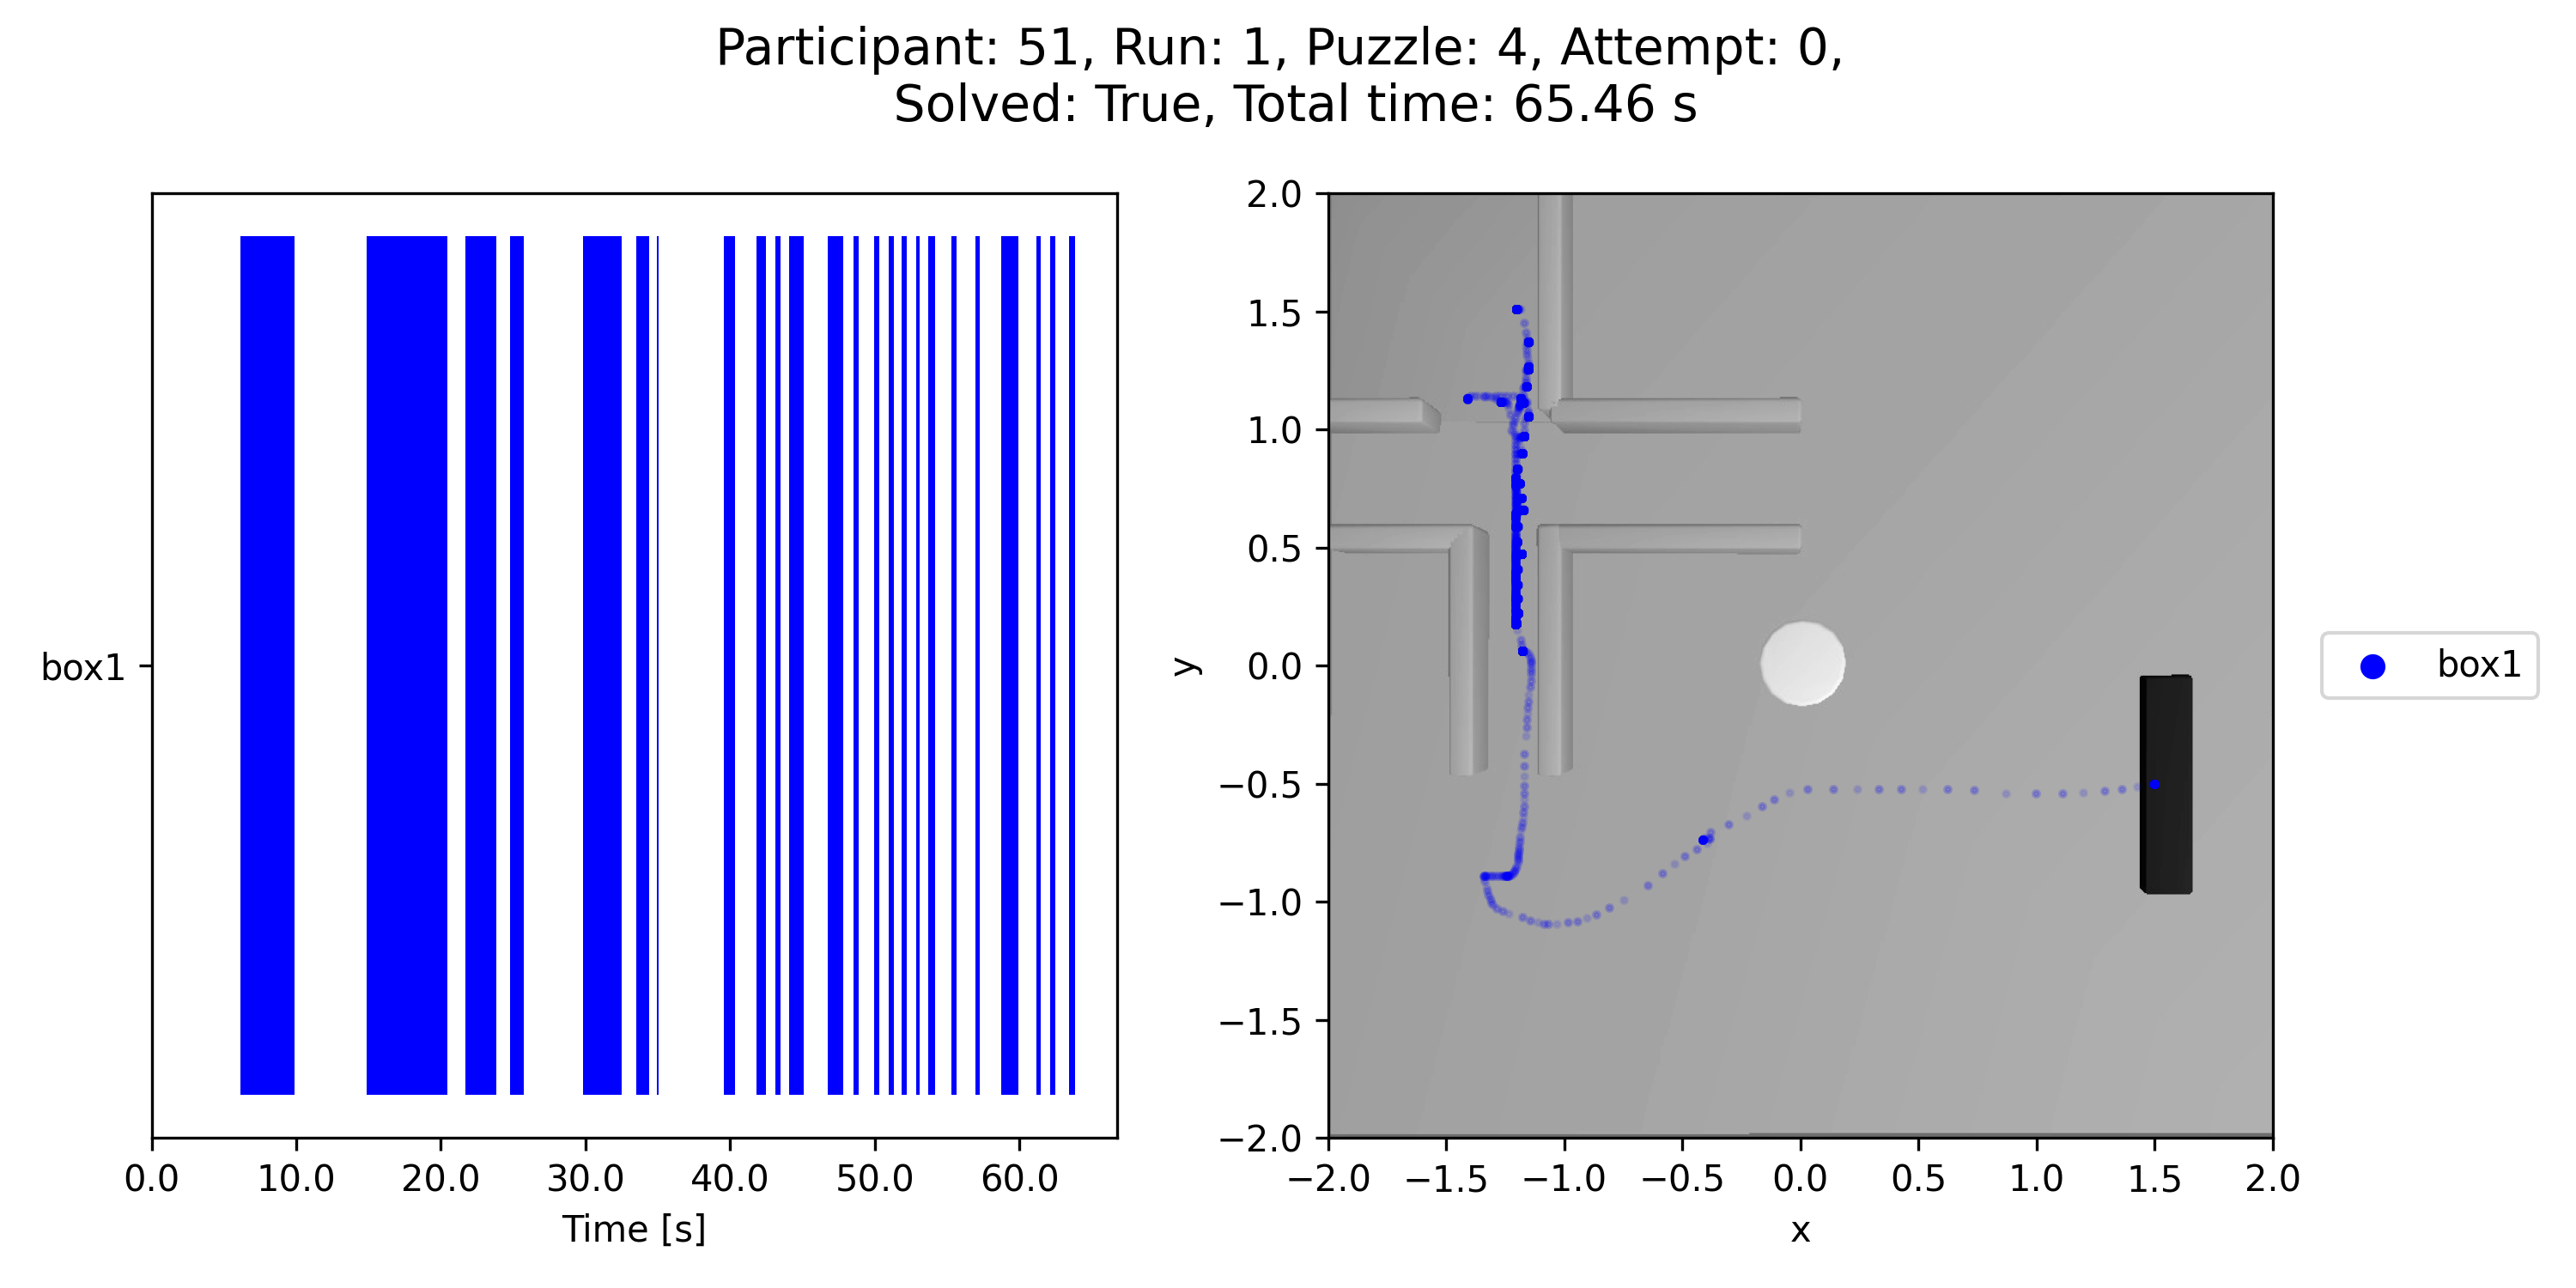 Participant: 51, Run: 1, Puzzle: 4, Attempt: 0,
Solved: True, Total time: 65.46 s
box1
0.0 10.0 20.0 30.0 40.0 50.0 60.0
Time [s]
2.0
1.5
1.0
0.5
0.0
−0.5
−1.0
−1.5
−2.0
y
−2.0 −1.5 −1.0 −0.5 0.0 0.5 1.0 1.5 2.0
x
box1